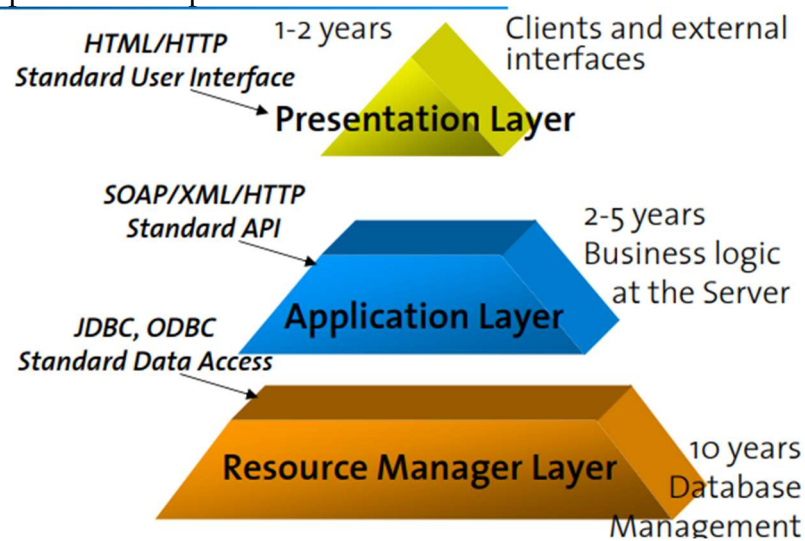 HTML/HTTP
Standard User Interface
1-2 years
Clients and external
interfaces
Presentation Layer
SOAP/XML/HTTP
Standard API
2-5 years
Business logic
at the Server
Application Layer
JDBC, ODBC
Standard Data Access
Resource Manager Layer
10 years
Database
Management